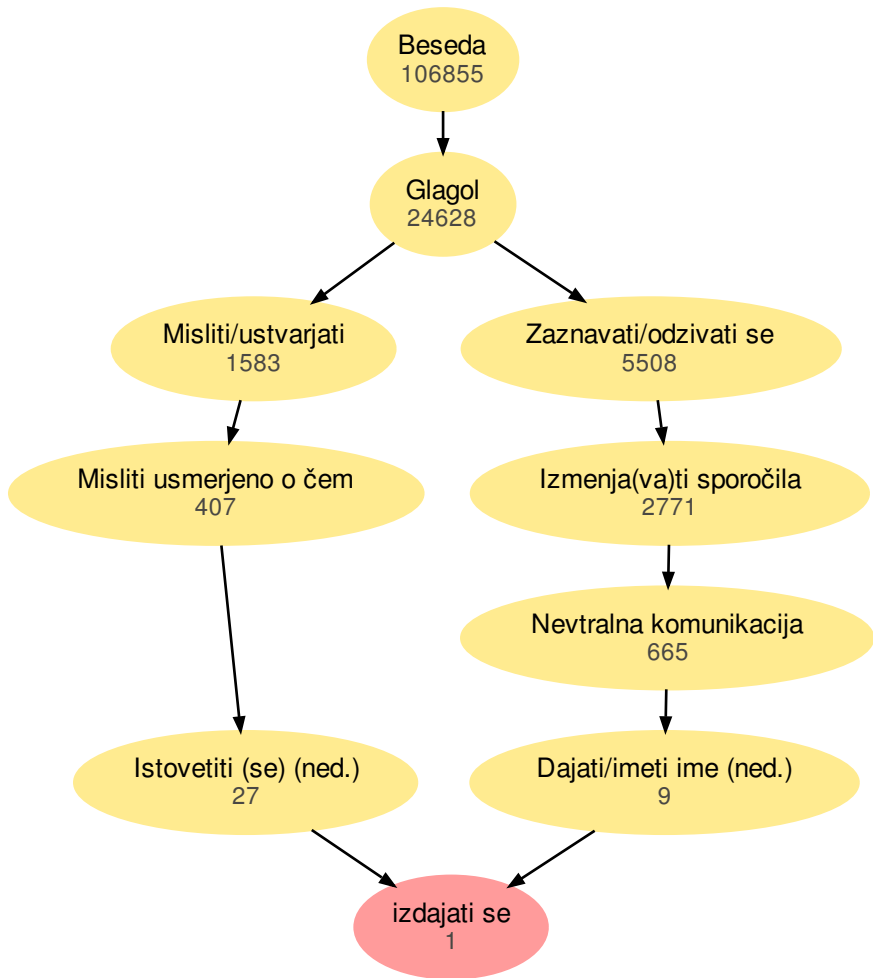 Beseda
106855
Glagol
24628
Misliti/ustvarjati
1583
Zaznavati/odzivati se
5508
Misliti usmerjeno o čem
407
Izmenja(va)ti sporočila
2771
Nevtralna komunikacija
665
Istovetiti (se) (ned.)
27
Dajati/imeti ime (ned.)
9
izdajati se
1